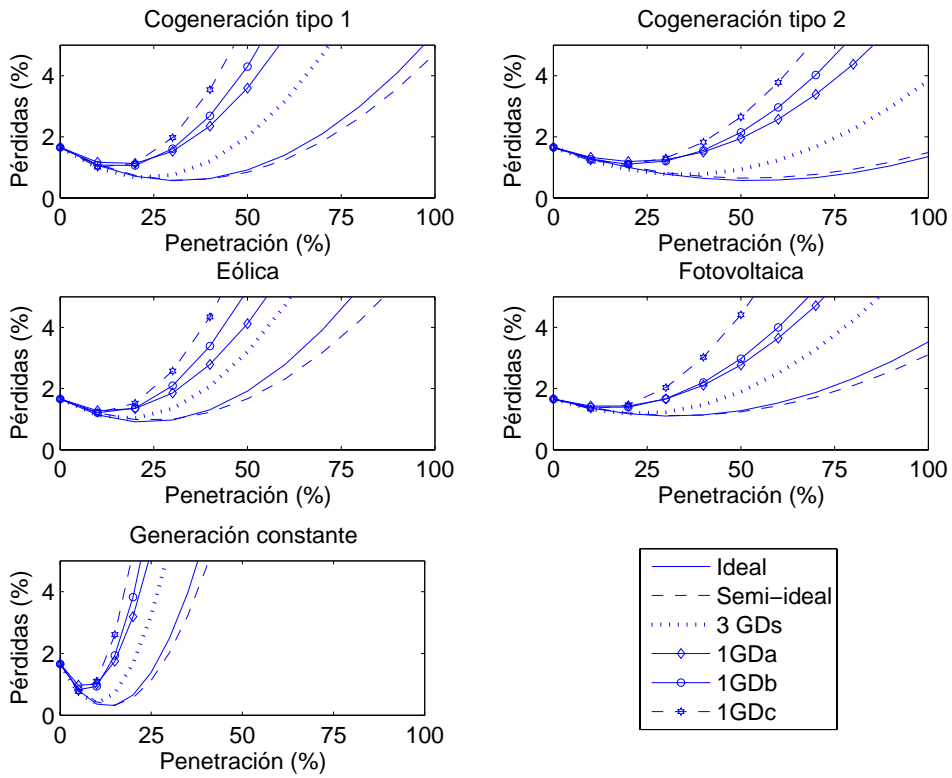 Cogeneración tipo 1
Pérdidas (%)
4
2
0
0 25 50 75 100
Penetración (%)
Cogeneración tipo 2
Pérdidas (%)
4
2
0
0 25 50 75 100
Penetración (%)
Eólica
Pérdidas (%)
4
2
0
0 25 50 75 100
Penetración (%)
Fotovoltaica
Pérdidas (%)
4
2
0
0 25 50 75 100
Penetración (%)
Generación constante
Pérdidas (%)
4
2
0
0 25 50 75 100
Penetración (%)
Ideal
Semi−ideal
3 GDs
1GDa
1GDb
1GDc